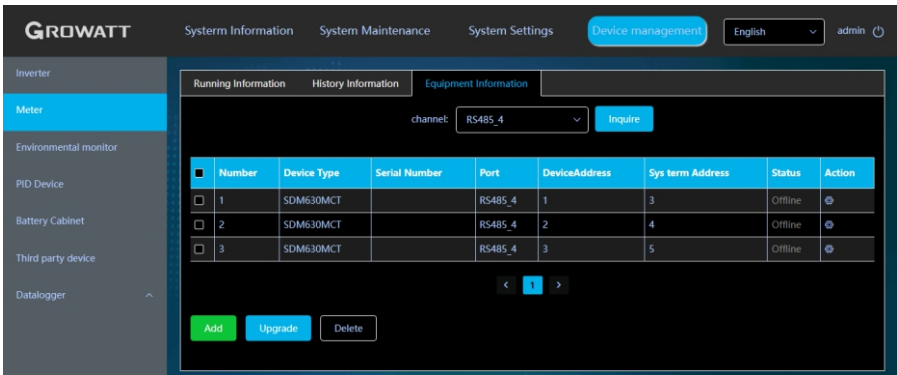 GROWATT
Systerm Information System Maintenance System Settings Device management English admin
Inverter
Meter
Environmental monitor
PID Device
Battery Cabinet
Third party device
Datalogger
Running Information History Information Equipment Information
channel: RS485_4 Inquire
Number Device Type Serial Number Port DeviceAddress Sys term Address Status Action
1 SDM630MCT RS485_4 1 3 Offline
2 SDM630MCT RS485_4 2 4 Offline
3 SDM630MCT RS485_4 3 5 Offline
< 1 >
Add Upgrade Delete